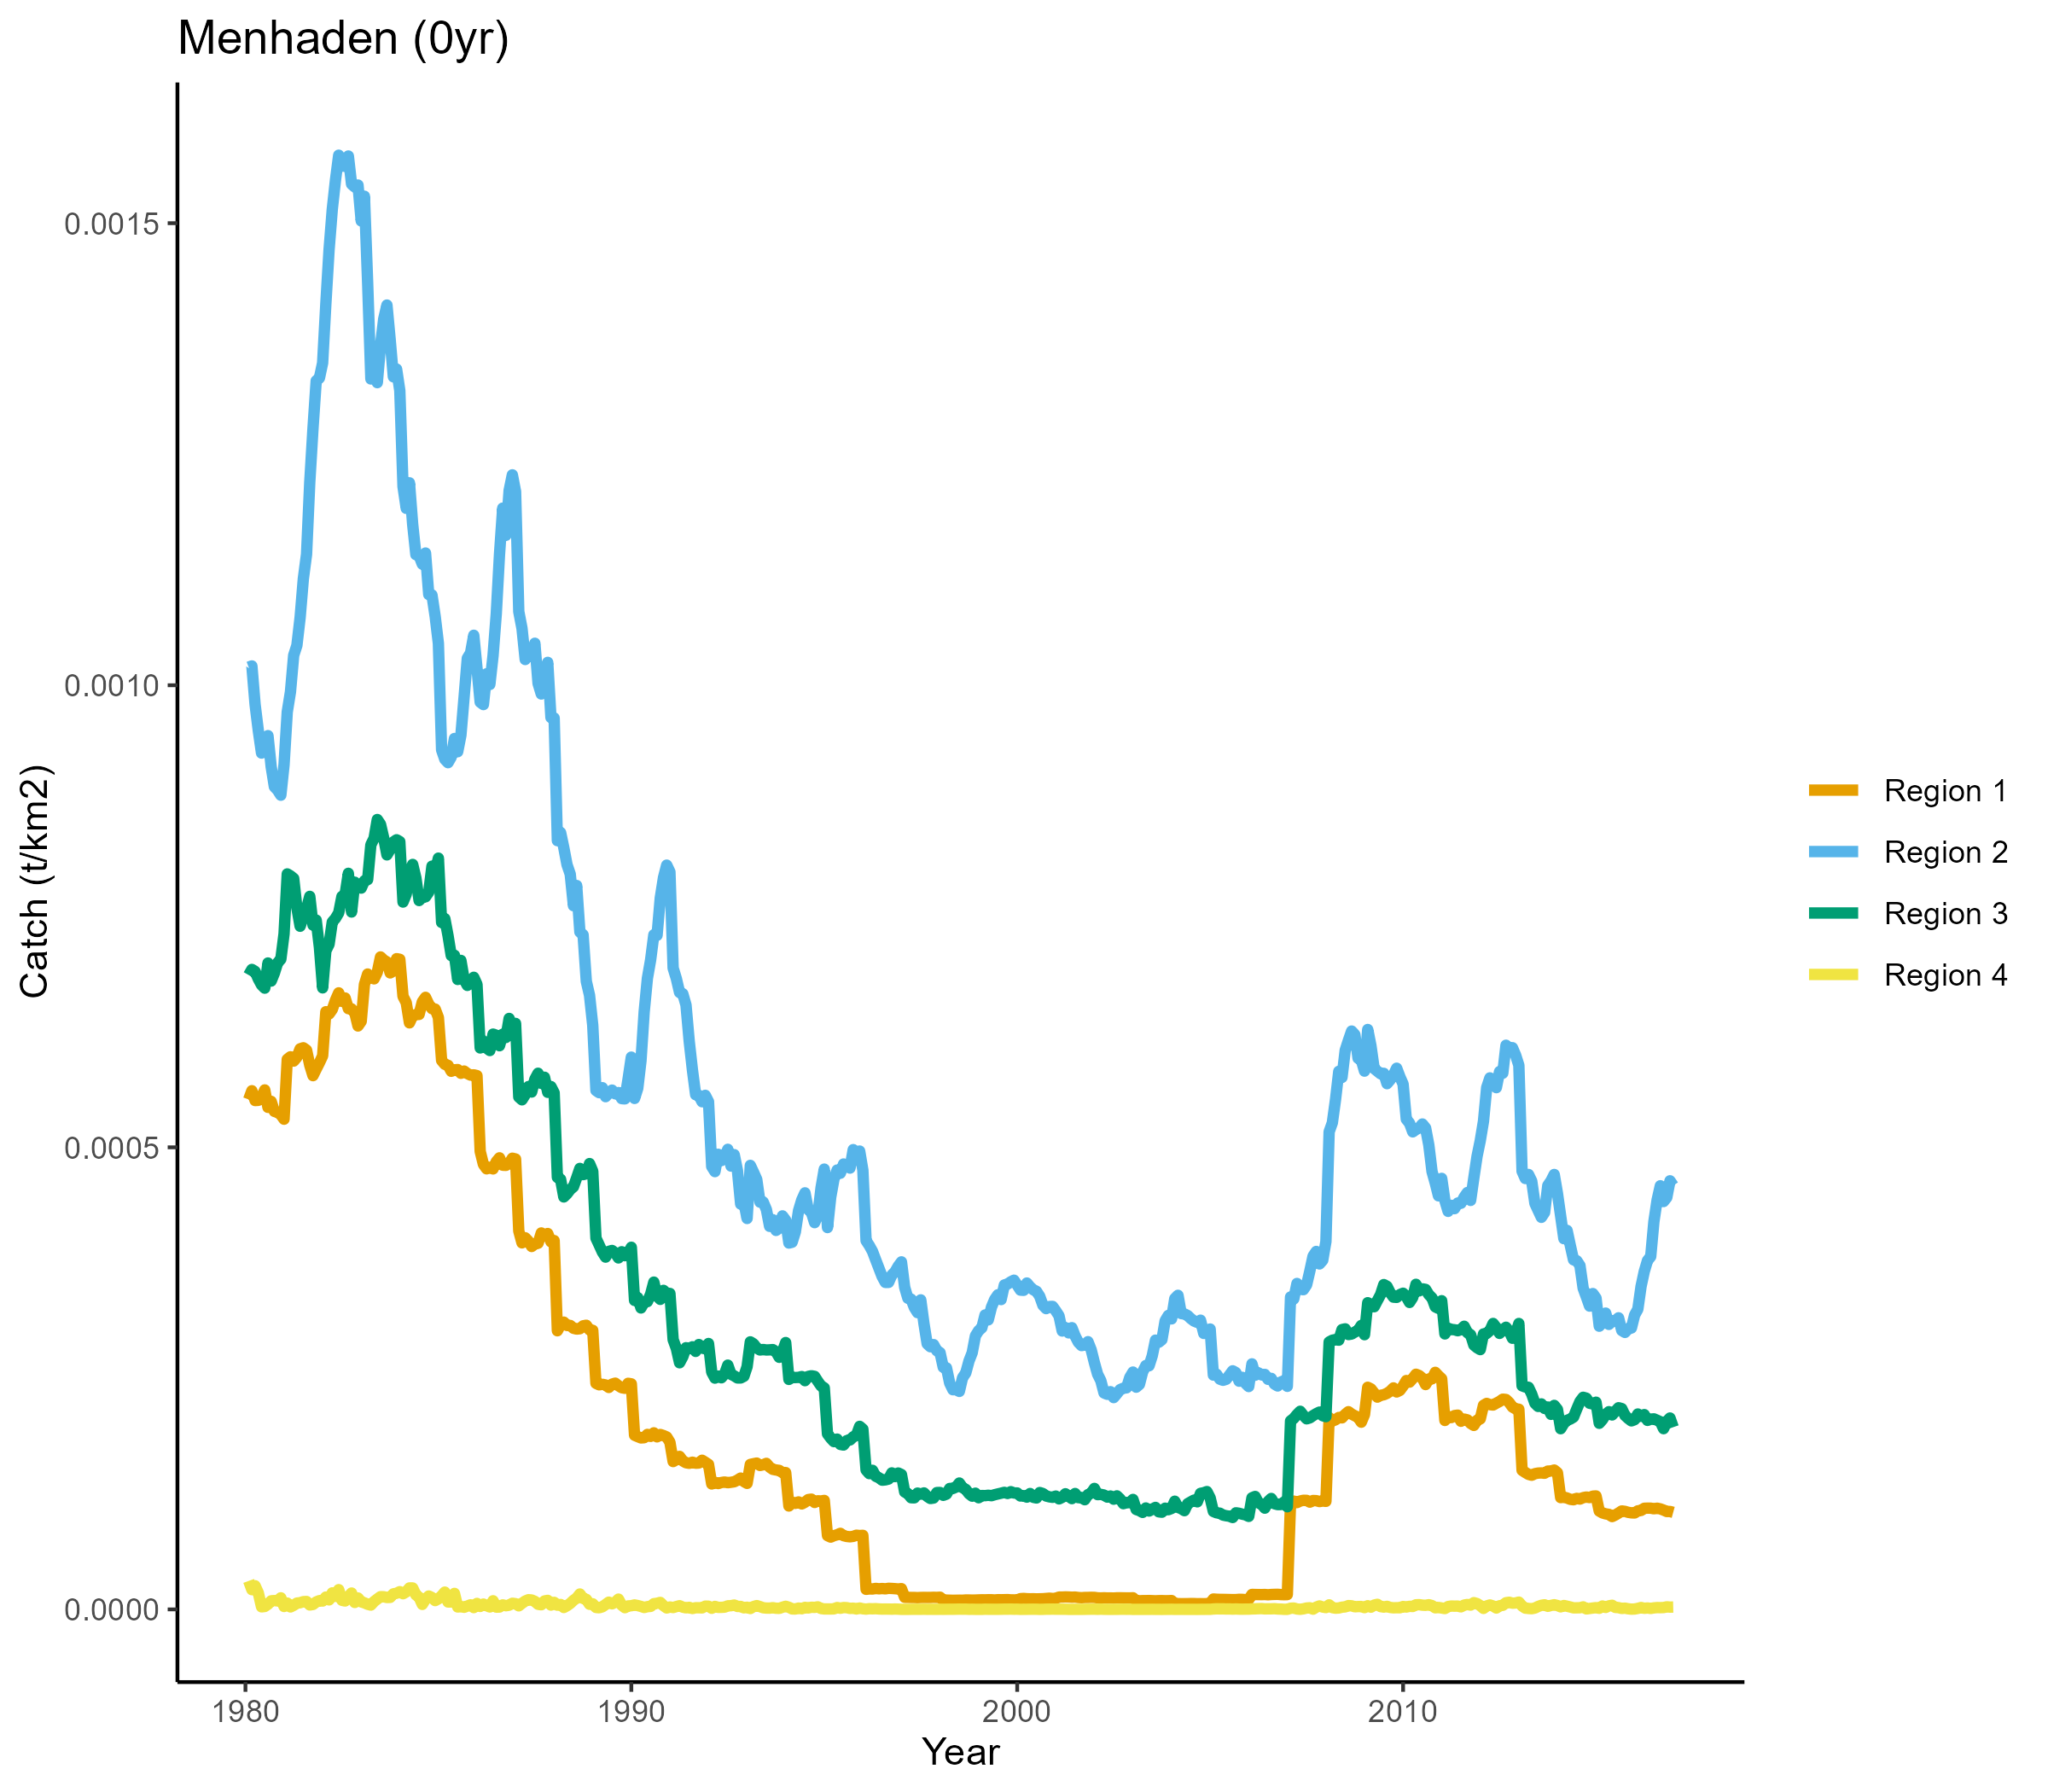 Menhaden (0yr)
Catch (t/km2)
0.0015
0.0010
0.0005
0.0000
1980
1990
2000
2010
Year
Region 1
Region 2
Region 3
Region 4